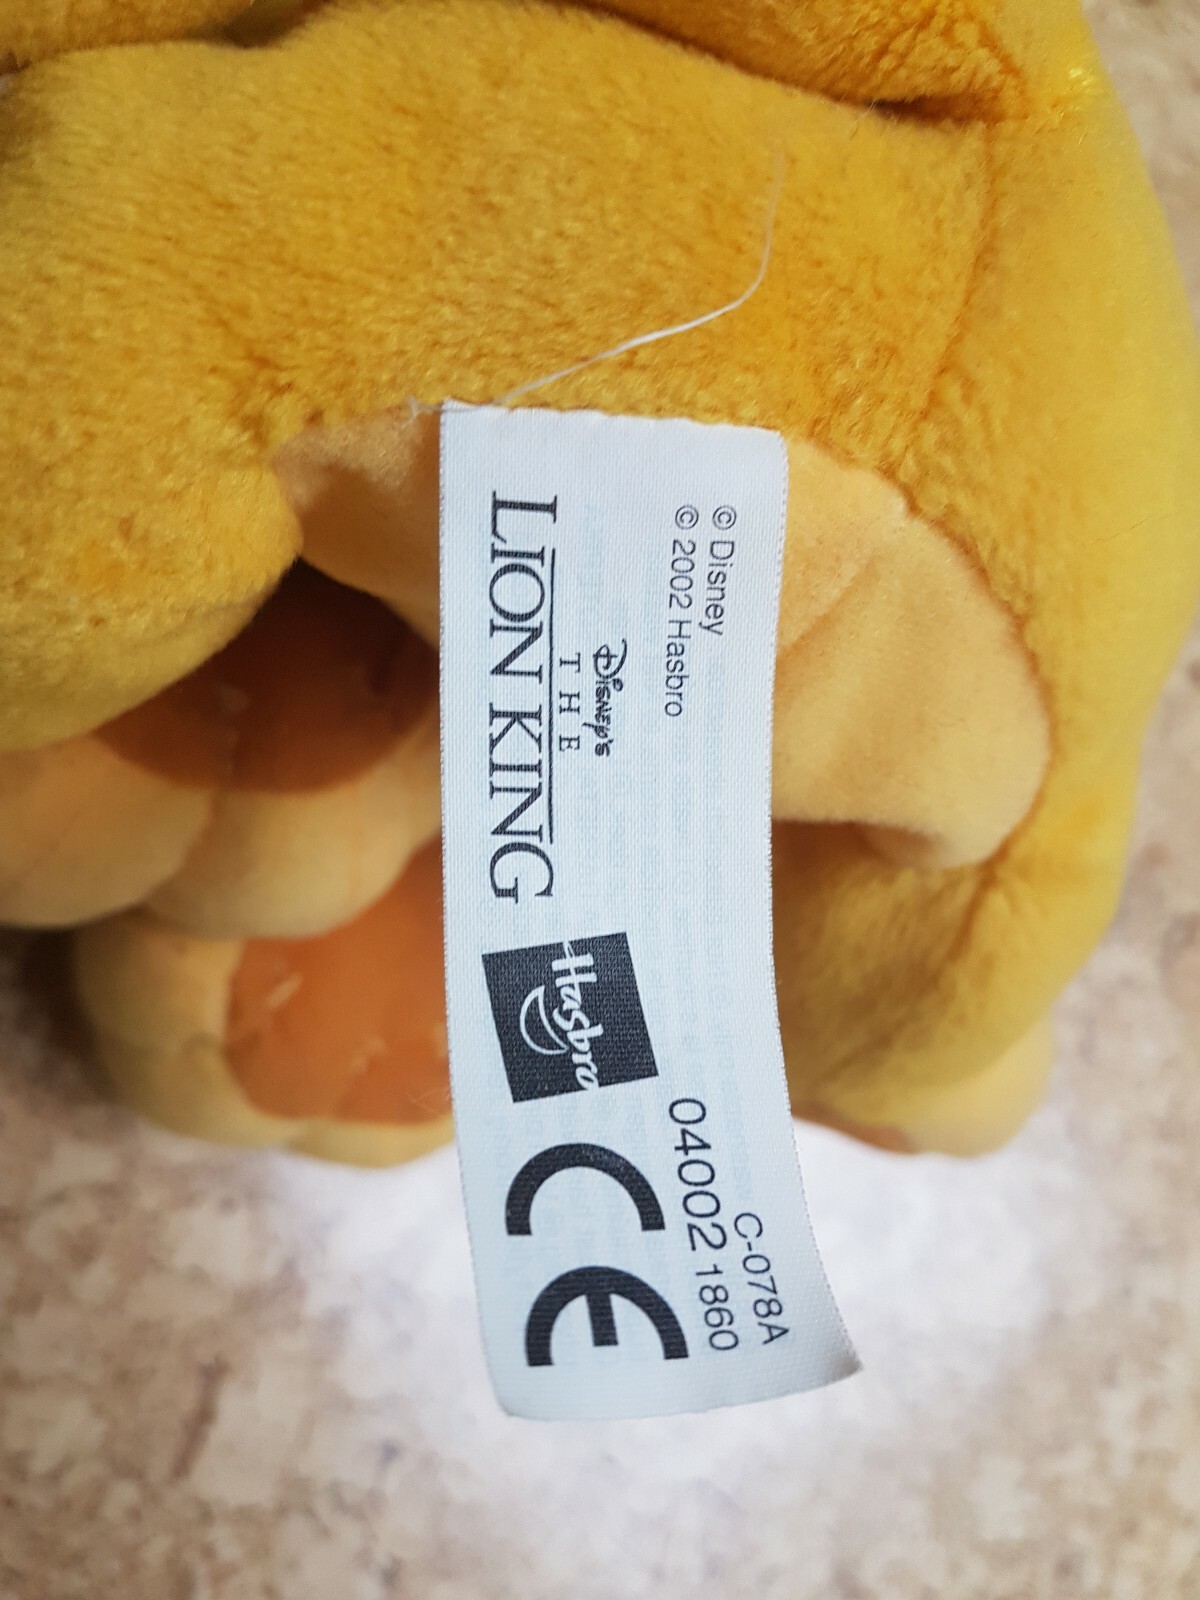 © Disney
© 2002 Hasbro
Disney's
THE
LION KING
Hasbro
C-078A
04002 1860
CE